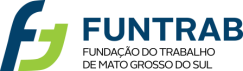 FUNTRAB
FUNDAÇÃO DO TRABALHO
DE MATO GROSSO DO SUL